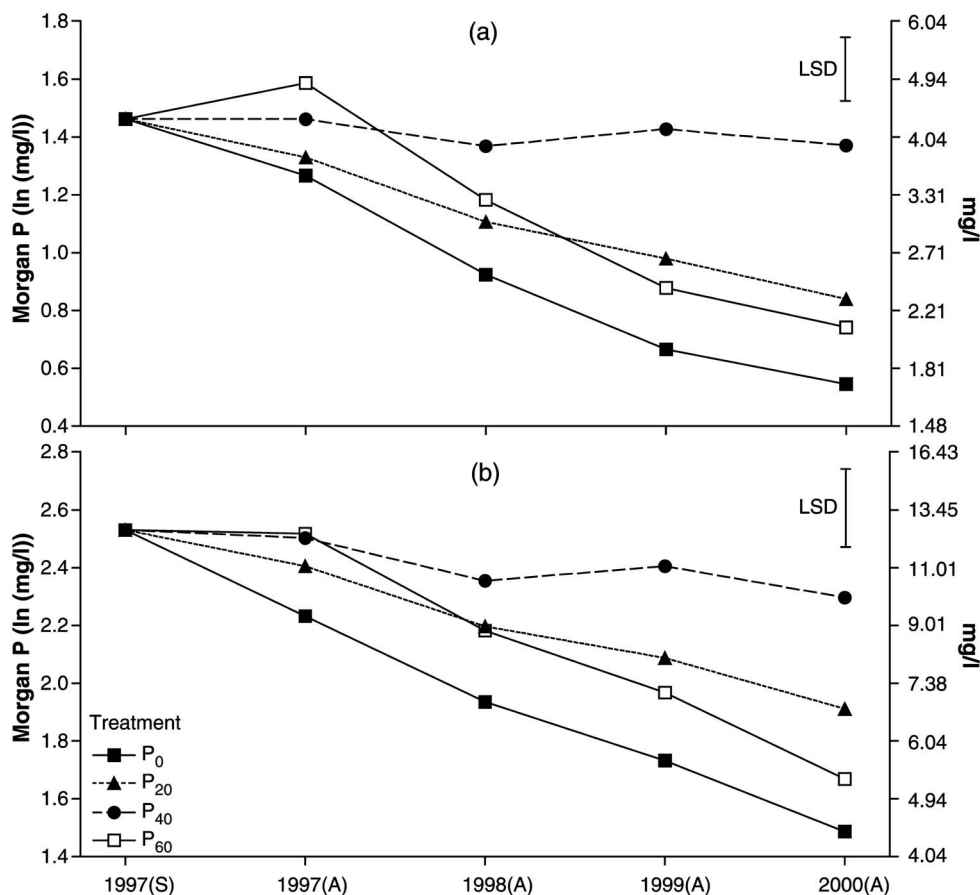 (a)
Morgan P (ln (mg/l))
1.8
1.6
1.4
1.2
1.0
0.8
0.6
0.4
LSD
6.04
4.94
4.04
3.31
2.71
2.21
1.81
1.48
mg/l
(b)
Morgan P (ln (mg/l))
2.8
2.6
2.4
2.2
2.0
1.8
1.6
1.4
LSD
16.43
13.45
11.01
9.01
7.38
6.04
4.94
4.04
mg/l
Treatment
P0
P20
P40
P60
1997(S) 1997(A) 1998(A) 1999(A) 2000(A)